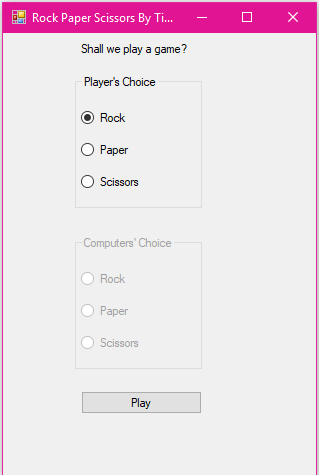 Rock Paper Scissors By Ti...
Shall we play a game?
Player's Choice
Rock
Paper
Scissors
Computers' Choice
Rock
Paper
Scissors
Play